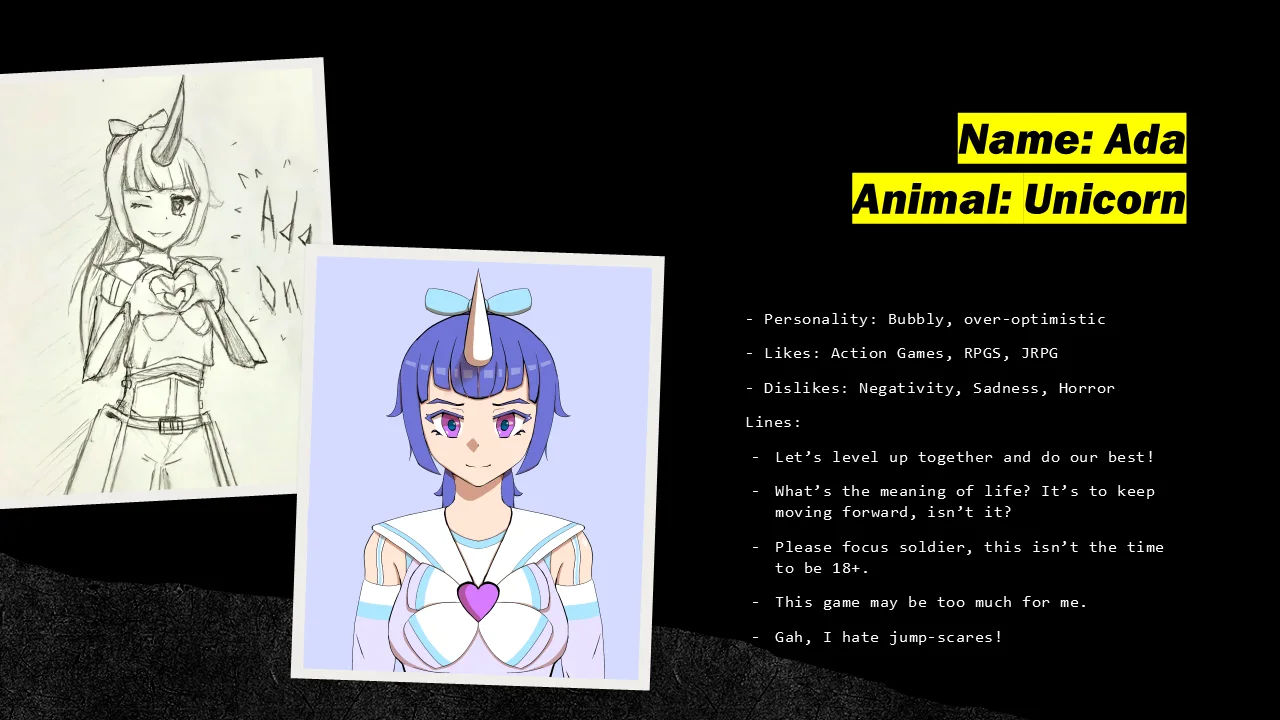 Ada
On
Name: Ada
Animal: Unicorn
- Personality: Bubbly, over-optimistic
- Likes: Action Games, RPGS, JRPG
- Dislikes: Negativity, Sadness, Horror
Lines:
- Let’s level up together and do our best!
- What’s the meaning of life? It’s to keep
moving forward, isn’t it?
- Please focus soldier, this isn’t the time
to be 18+.
- This game may be too much for me.
- Gah, I hate jump-scares!